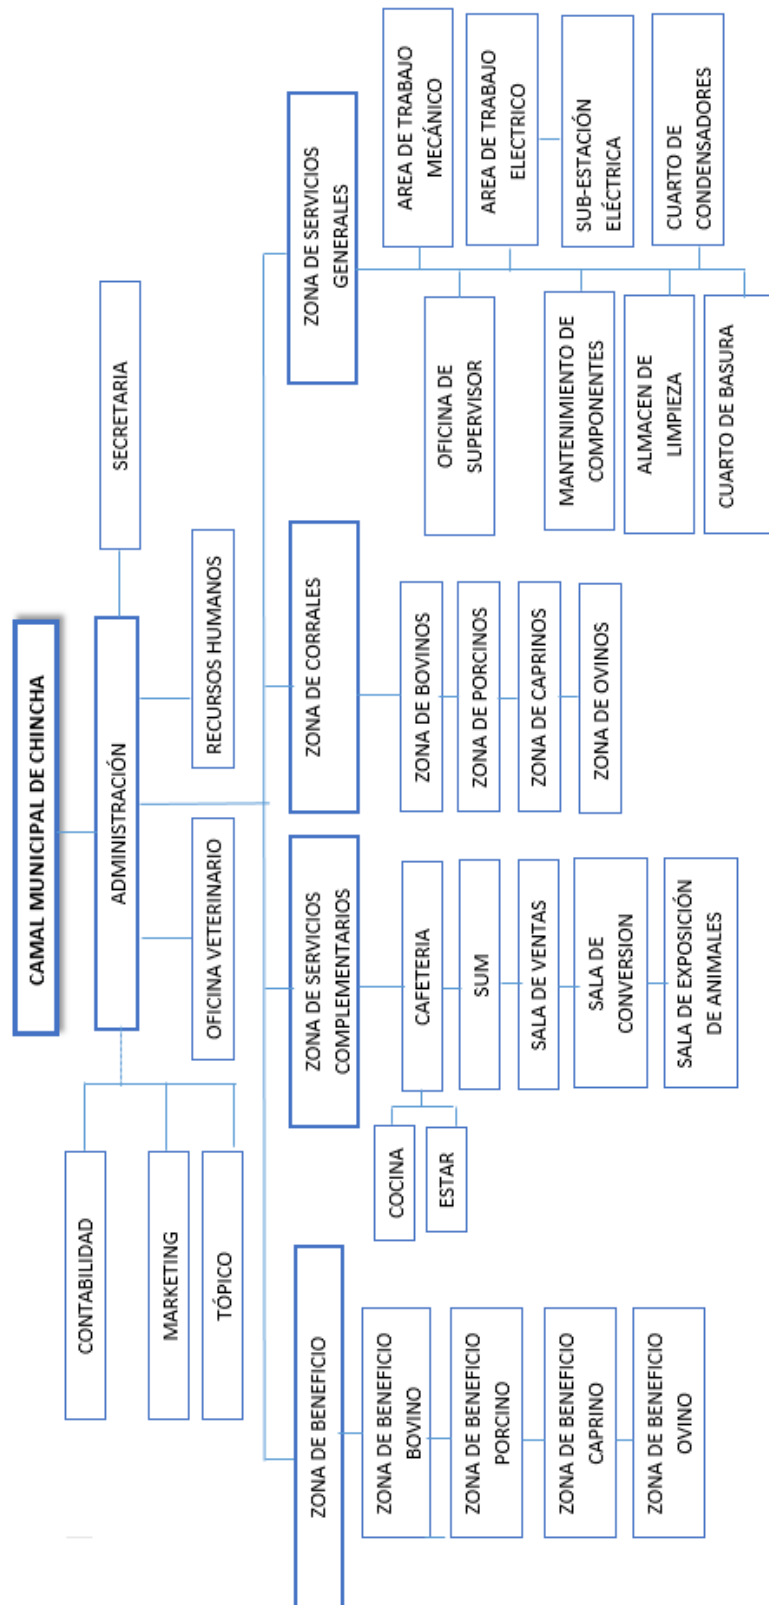 CAMAL MUNICIPAL DE CHINCHA
ADMINISTRACIÓN
SECRETARIA
CONTABILIDAD
MARKETING
TÓPICO
OFICINA VETERINARIO
RECURSOS HUMANOS
ZONA DE BENEFICIO
ZONA DE BENEFICIO
BOVINO
ZONA DE BENEFICIO
PORCINO
ZONA DE BENEFICIO
CAPRINO
ZONA DE BENEFICIO
OVINO
ZONA DE SERVICIOS
COMPLEMENTARIOS
CAFETERIA
COCINA
ESTAR
SUM
SALA DE VENTAS
SALA DE
CONVERSION
SALA DE EXPOSICIÓN
DE ANIMALES
ZONA DE CORRALES
ZONA DE BOVINOS
ZONA DE PORCINOS
ZONA DE CAPRINOS
ZONA DE OVINOS
ZONA DE SERVICIOS
GENERALES
AREA DE TRABAJO
MECÁNICO
OFICINA DE
SUPERVISOR
AREA DE TRABAJO
ELECTRICO
SUB-ESTACIÓN
ELÉCTRICA
MANTENIMIENTO DE
COMPONENTES
ALMACEN DE
LIMPIEZA
CUARTO DE
CONDENSADORES
CUARTO DE BASURA